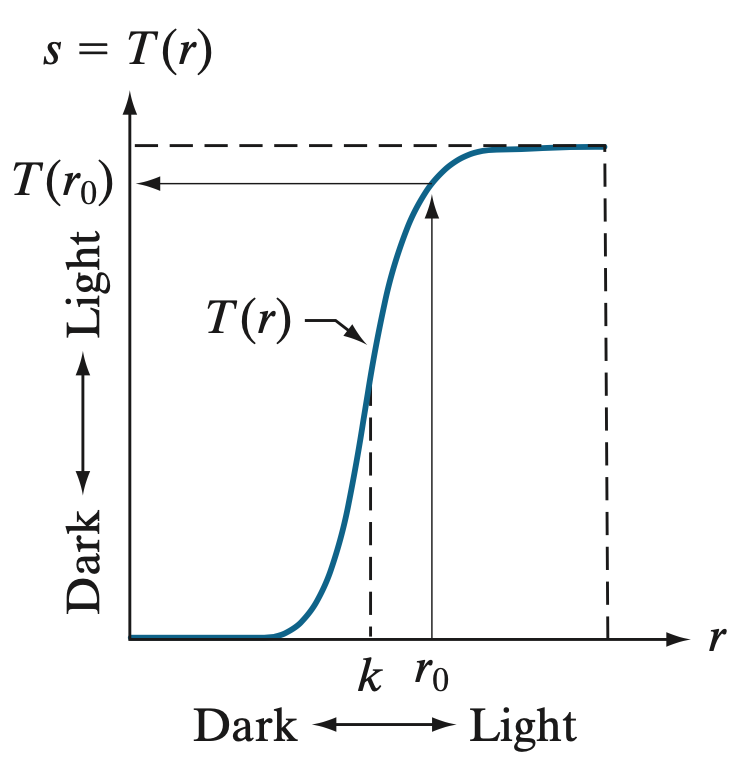 s = T(r)
T(r₀)
Light
T(r)
Dark
r
k r₀
Dark Light